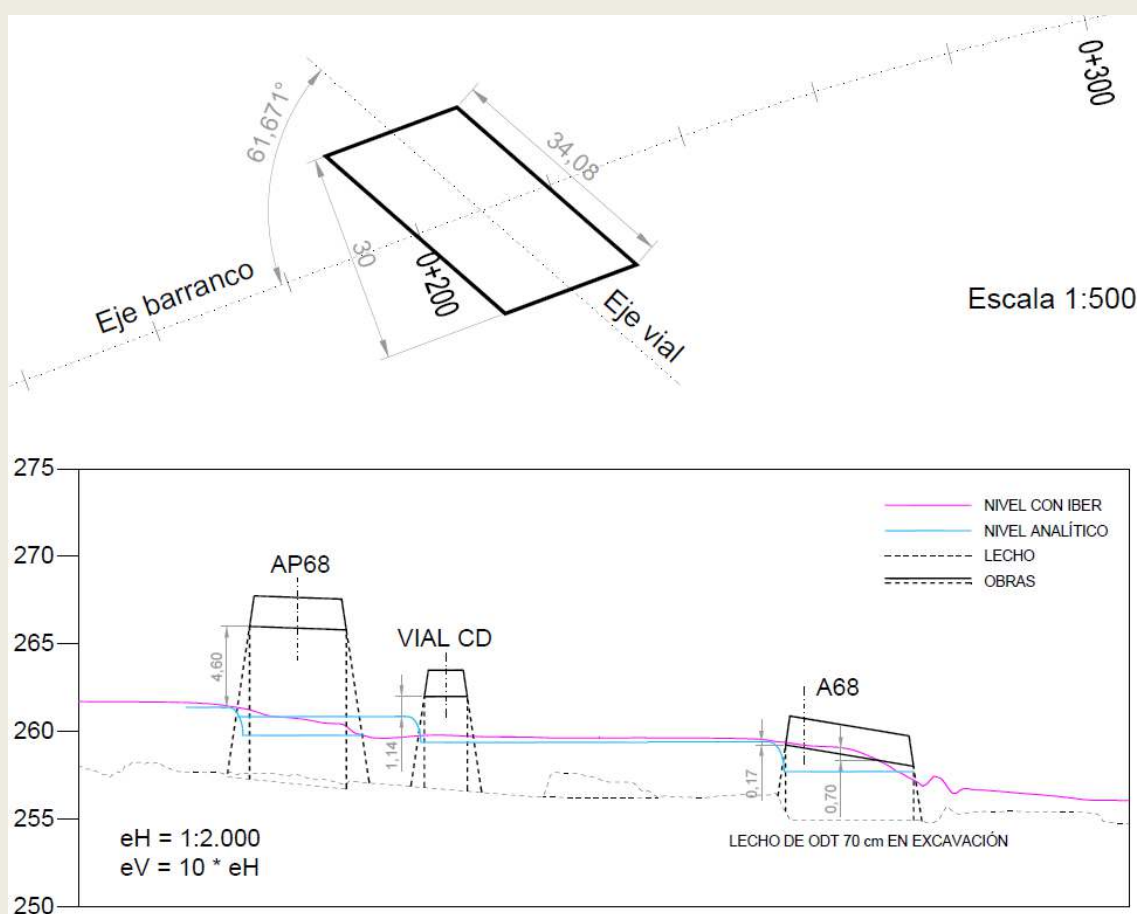 61,671°
34,08
30
0+300
0+200
Eje barranco
Eje vial
Escala 1:500
275
270
265
260
255
250
NIVEL CON IBER
NIVEL ANALÍTICO
LECHO
OBRAS
AP68
VIAL CD
A68
4,60
1,14
0,17
0,70
LECHO DE ODT 70 cm EN EXCAVACIÓN
eH = 1:2.000
eV = 10 * eH